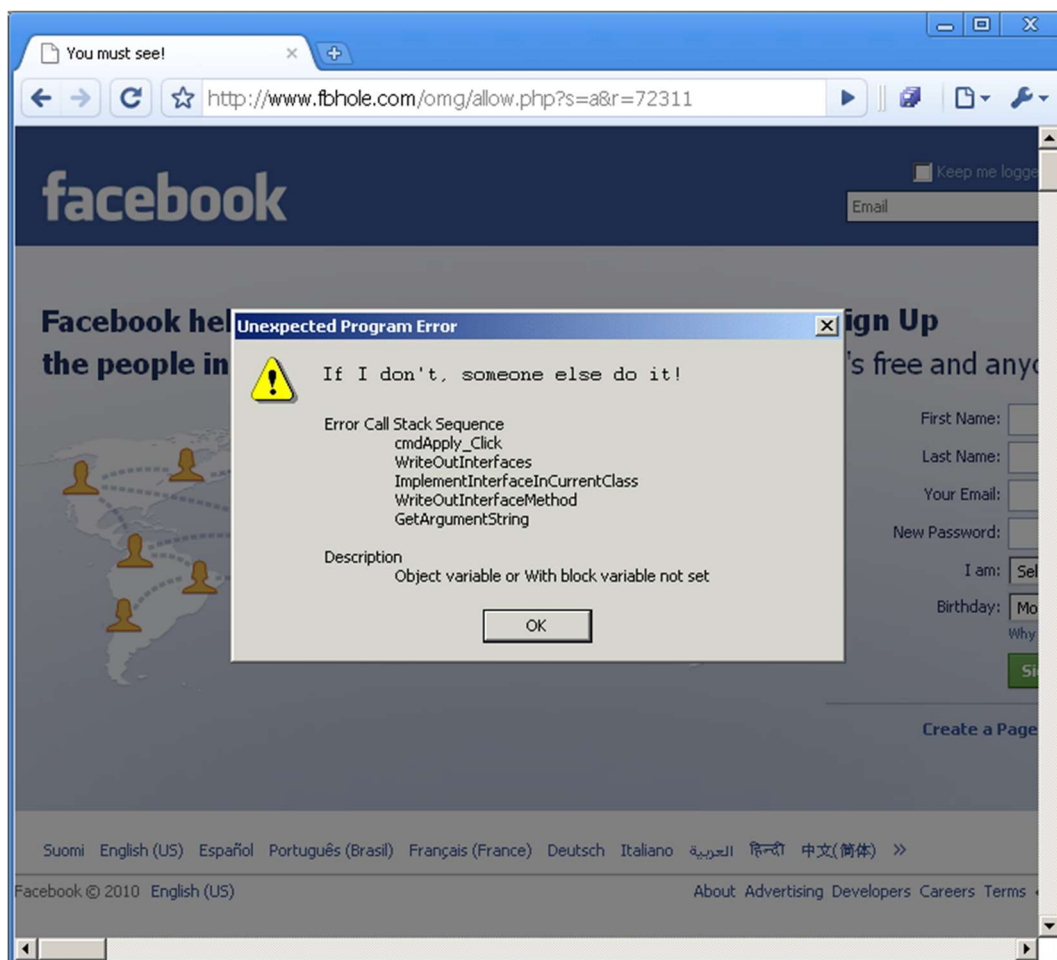 You must see!
http://www.fbhole.com/omg/allow.php?s=a&r=72311
facebook
Keep me logge
Email
Facebook hel
the people in
ign Up
's free and anyo
Unexpected Program Error
If I don't, someone else do it!
Error Call Stack Sequence
cmdApply_Click
WriteOutInterfaces
ImplementInterfaceInCurrentClass
WriteOutInterfaceMethod
GetArgumentString
Description
Object variable or With block variable not set
OK
First Name:
Last Name:
Your Email:
New Password:
I am: Sel
Birthday: Mo
Why
Si
Create a Page
Suomi English (US) Español Português (Brasil) Français (France) Deutsch Italiano العربية हिन्दी 中文(简体) »
Facebook © 2010 English (US)
About Advertising Developers Careers Terms